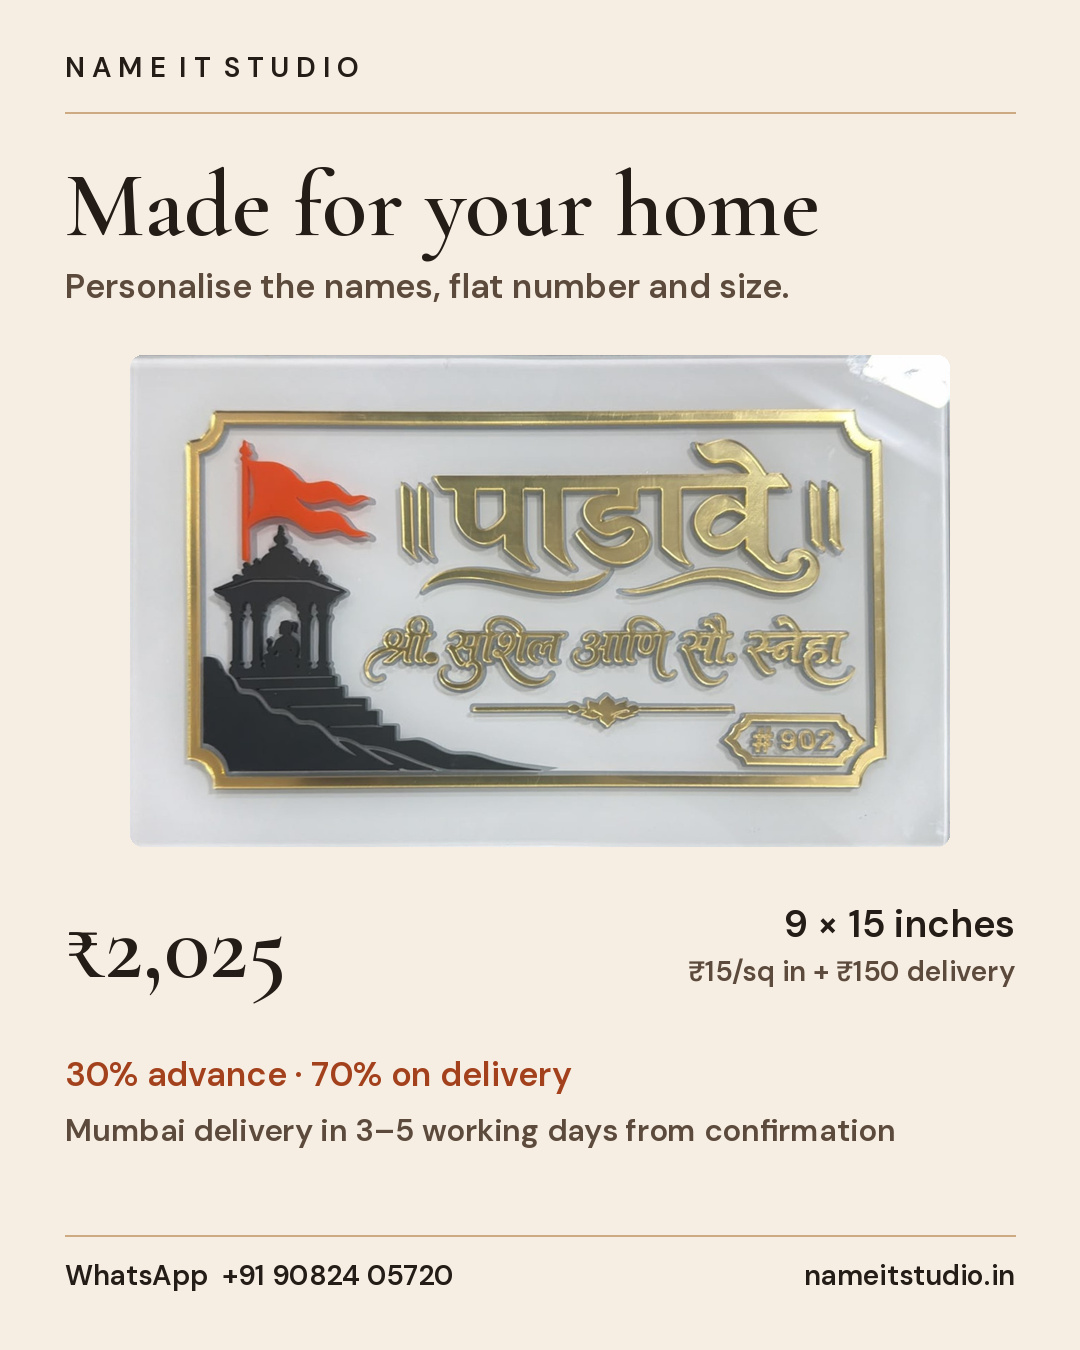 NAME IT STUDIO
Made for your home
Personalise the names, flat number and size.
॥ पाडावे ॥
श्री. सुशिल आणि सौ. स्नेहा
#902
₹2,025
9 × 15 inches
₹15/sq in + ₹150 delivery
30% advance · 70% on delivery
Mumbai delivery in 3–5 working days from confirmation
WhatsApp +91 90824 05720
nameitstudio.in